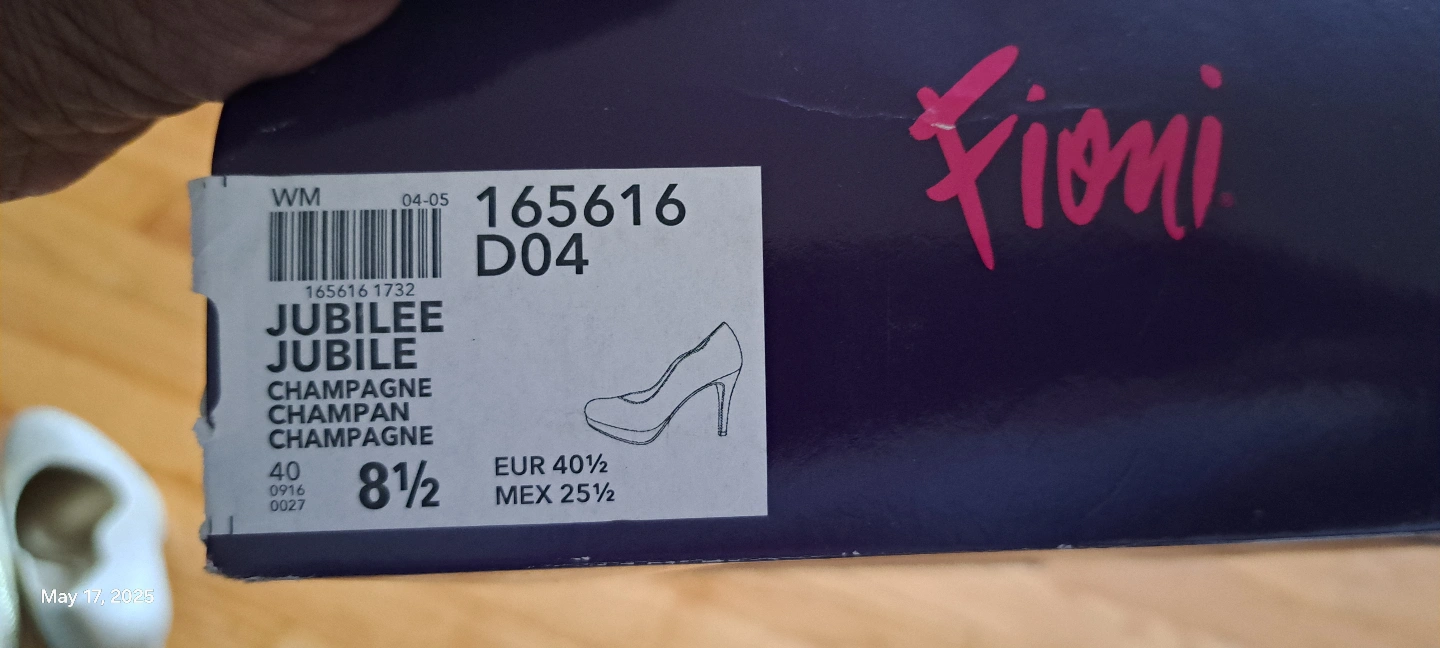 Fioni
WM 04-05
165616
D04
165616 1732
JUBILEE
JUBILE
CHAMPAGNE
CHAMPAN
CHAMPAGNE
40
0916
0027
8½
EUR 40½
MEX 25½
May 17, 2025